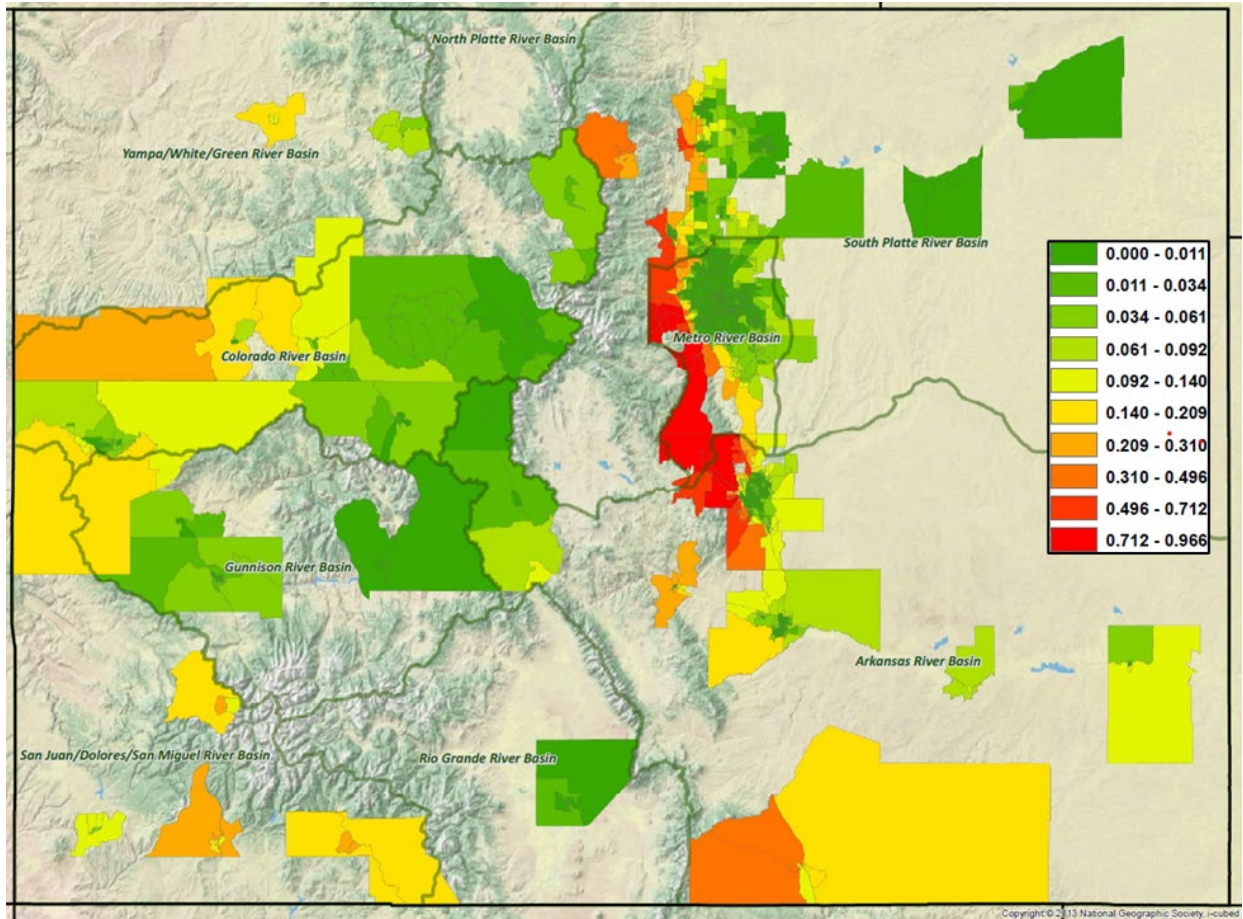 North Platte River Basin
Yampa/White/Green River Basin
South Platte River Basin
0.000 - 0.011
0.011 - 0.034
0.034 - 0.061
0.061 - 0.092
0.092 - 0.140
0.140 - 0.209
0.209 - 0.310
0.310 - 0.496
0.496 - 0.712
0.712 - 0.966
Metro River Basin
Colorado River Basin
Gunnison River Basin
Arkansas River Basin
San Juan/Dolores/San Miguel River Basin
Rio Grande River Basin
Copyright:© 2013 National Geographic Society, i-cubed